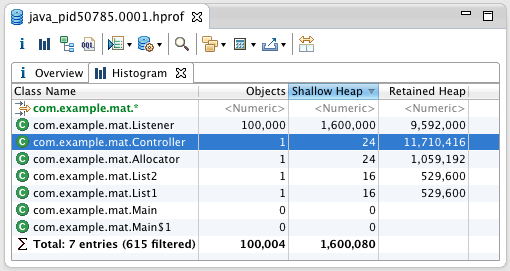 java_pid50785.0001.hprof
i OQL
i Overview Histogram
Class Name Objects Shallow Heap Retained Heap
com.example.mat.* <Numeric> <Numeric> <Numeric>
C com.example.mat.Listener 100,000 1,600,000 9,592,000
C com.example.mat.Controller 1 24 11,710,416
C com.example.mat.Allocator 1 24 1,059,192
C com.example.mat.List2 1 16 529,600
C com.example.mat.List1 1 16 529,600
C com.example.mat.Main 0 0
C com.example.mat.Main$1 0 0
Σ Total: 7 entries (615 filtered) 100,004 1,600,080